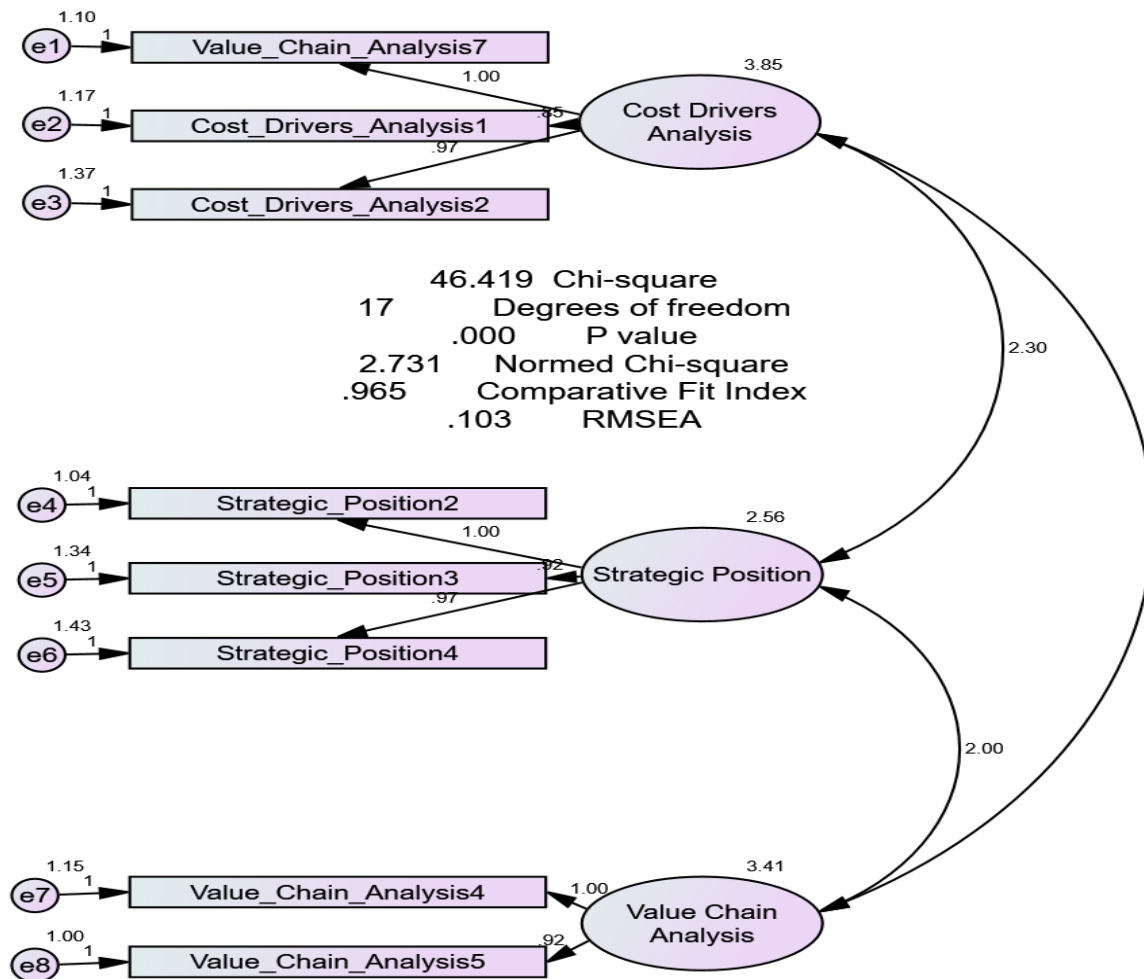 1.10
e1
1
Value_Chain_Analysis7
1.00
3.85
Cost Drivers
Analysis
1.17
e2
1
Cost_Drivers_Analysis1
.85
.97
1.37
e3
1
Cost_Drivers_Analysis2
46.419 Chi-square
17 Degrees of freedom
.000 P value
2.731 Normed Chi-square
.965 Comparative Fit Index
.103 RMSEA
2.30
1.04
e4
1
Strategic_Position2
1.00
2.56
Strategic Position
1.34
e5
1
Strategic_Position3
.92
.97
1.43
e6
1
Strategic_Position4
2.00
1.15
e7
1
Value_Chain_Analysis4
1.00
3.41
Value Chain
Analysis
1.00
e8
1
Value_Chain_Analysis5
.92